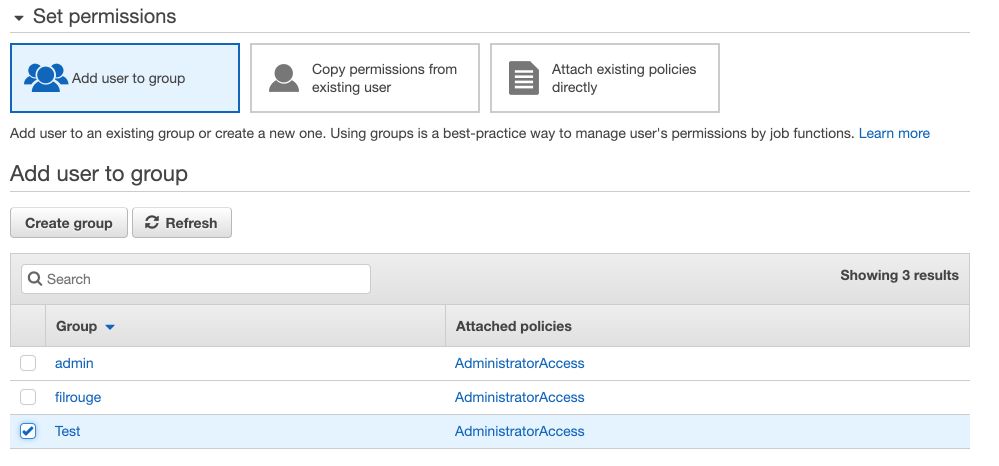 Set permissions
Add user to group
Copy permissions from
existing user
Attach existing policies
directly
Add user to an existing group or create a new one. Using groups is a best-practice way to manage user's permissions by job functions. Learn more
Add user to group
Create group
Refresh
Search
Showing 3 results
Group
Attached policies
admin
AdministratorAccess
filrouge
AdministratorAccess
Test
AdministratorAccess